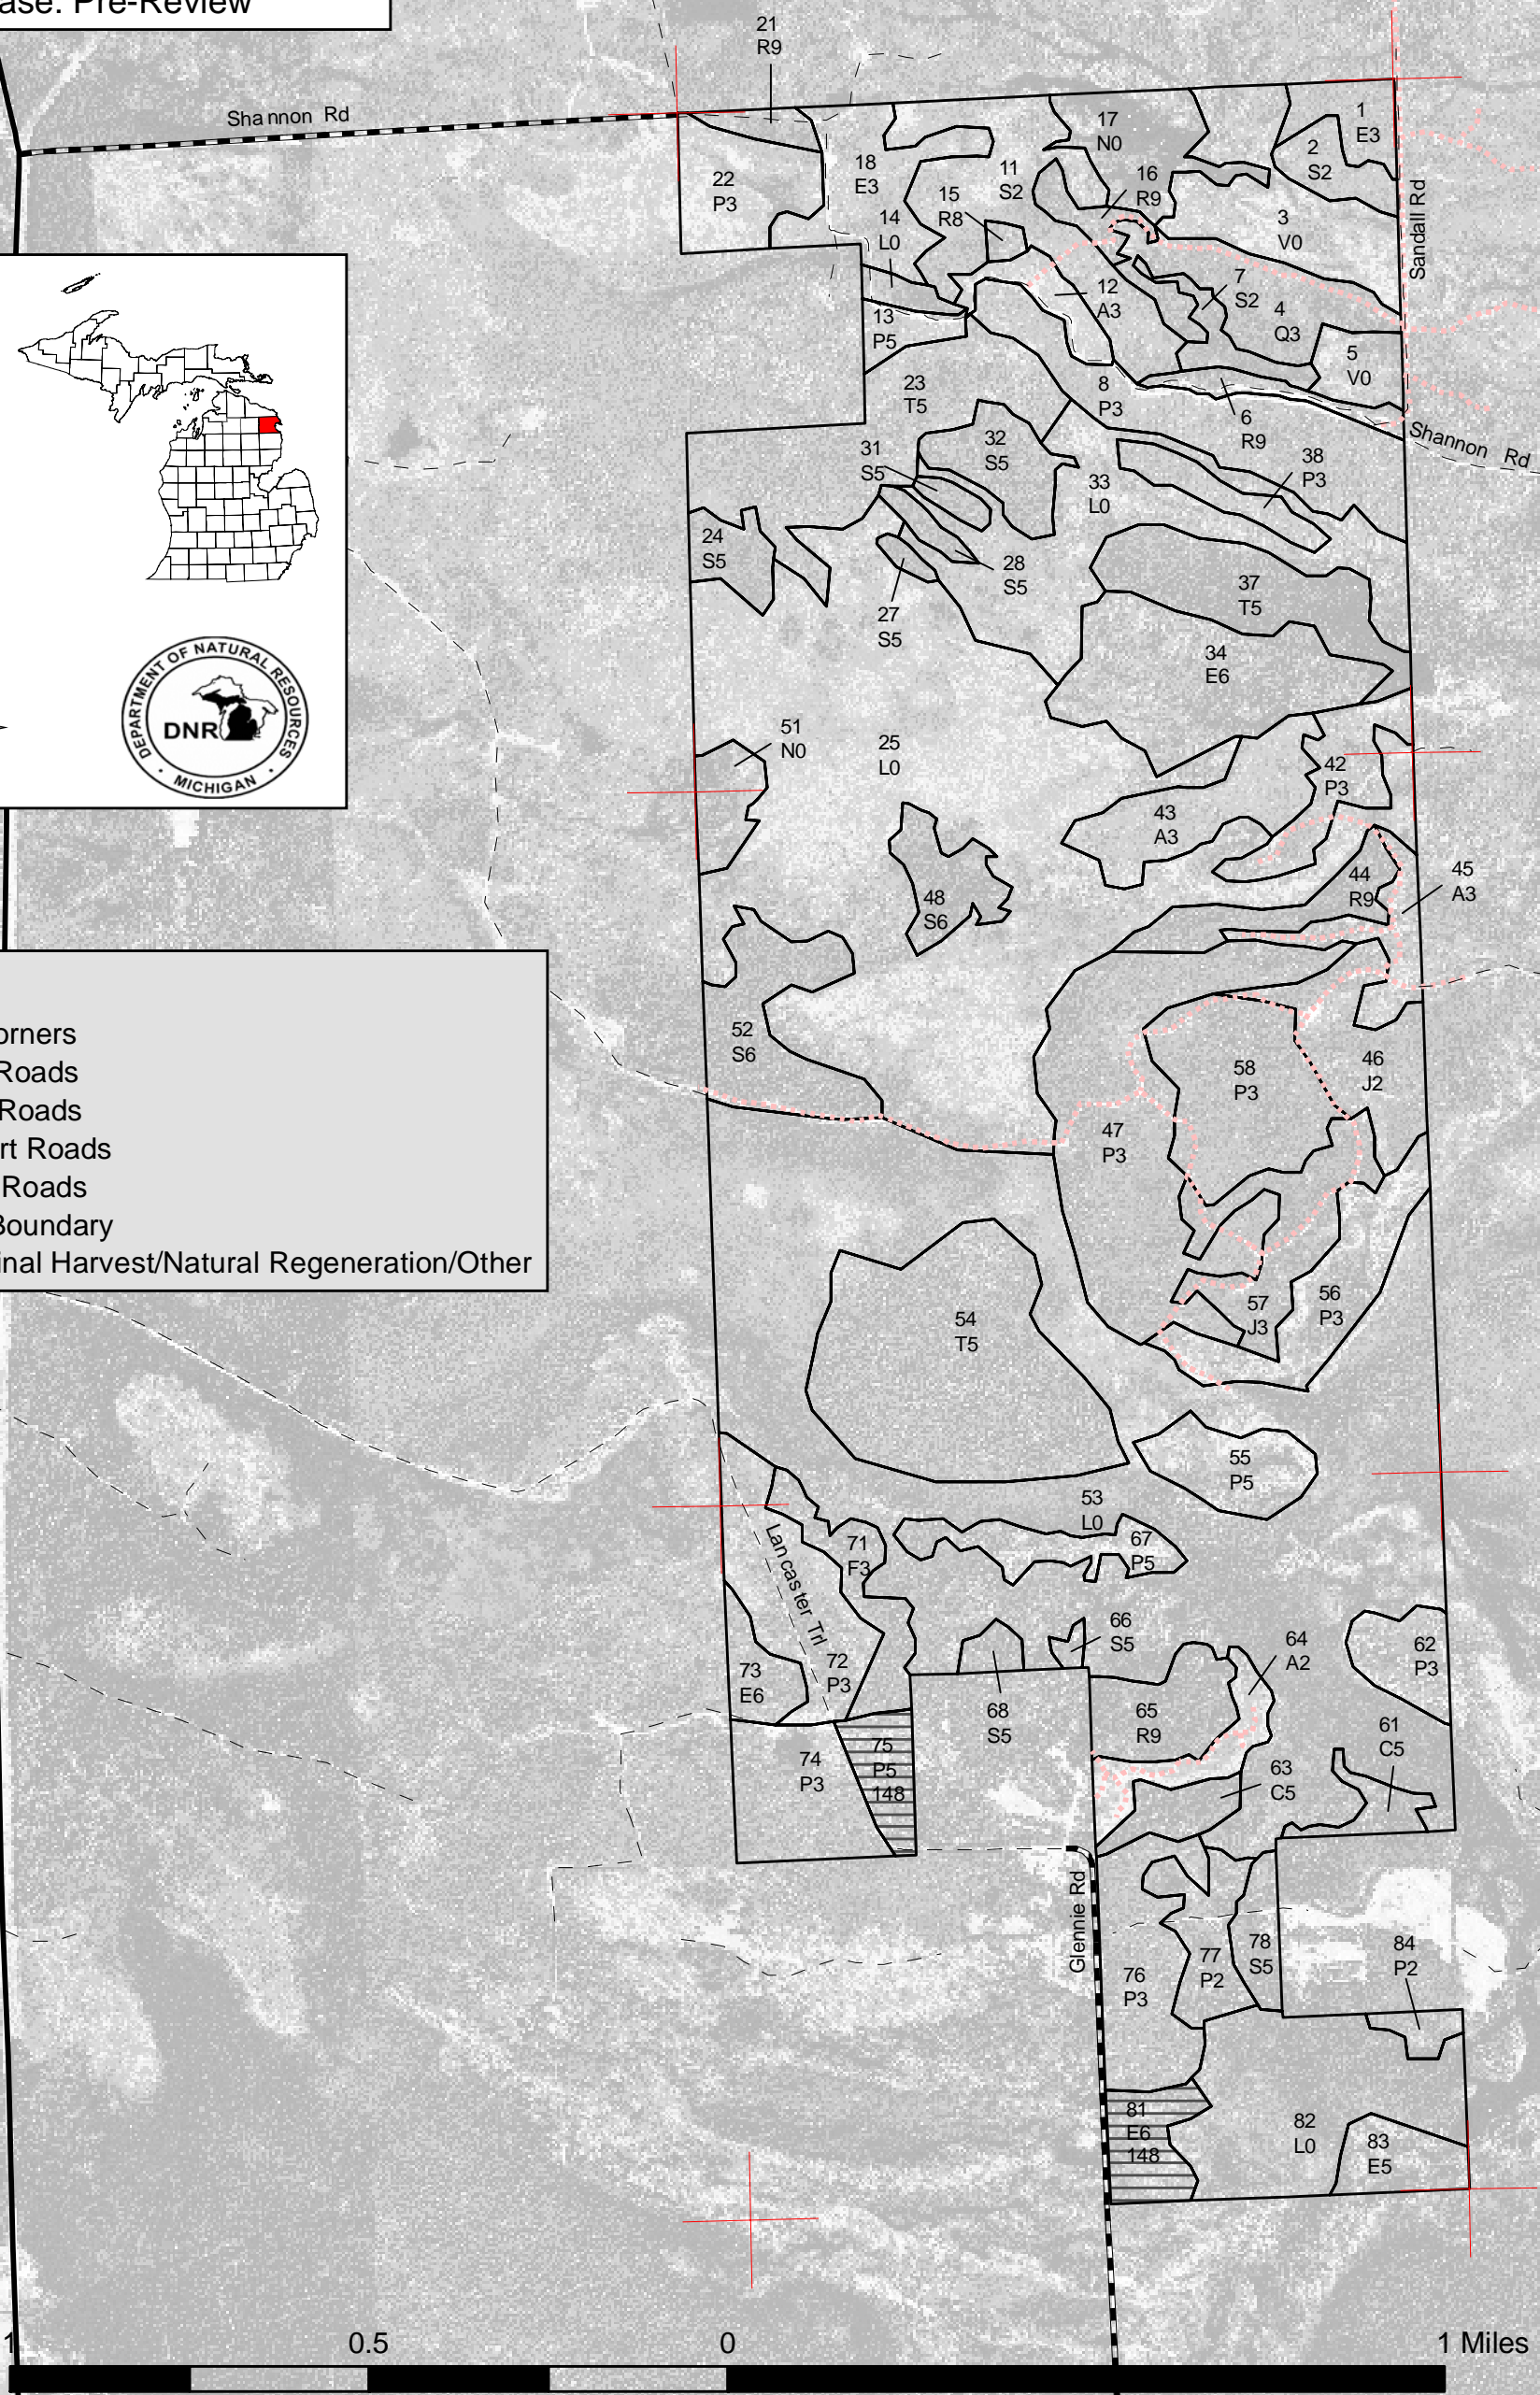 ase: Pre-Review
21
R9
Shannon Rd
1
E3
17
N0
2
S2
18
E3
11
S2
16
R9
22
P3
15
R8
14
L0
3
V0
Sandall Rd
12
A3
7
S2
4
Q3
13
P5
5
V0
23
T5
8
P3
6
R9
Shannon Rd
31
S5
32
S5
38
P3
33
L0
24
S5
28
S5
37
T5
27
S5
34
E6
DEPARTMENT OF NATURAL RESOURCES
DNR
MICHIGAN
51
N0
25
L0
42
P3
43
A3
44
R9
45
A3
48
S6
orners
Roads
Roads
rt Roads
Roads
Boundary
inal Harvest/Natural Regeneration/Other
52
S6
58
P3
46
J2
47
P3
54
T5
57
J3
56
P3
55
P5
53
L0
67
P5
71
F3
Lancaster Trl
66
S5
64
A2
62
P3
73
E6
72
P3
68
S5
65
R9
61
C5
74
P3
75
P5
148
63
C5
Glennie Rd
76
P3
77
P2
78
S5
84
P2
81
E6
148
82
L0
83
E5
1
0.5
0
1 Miles